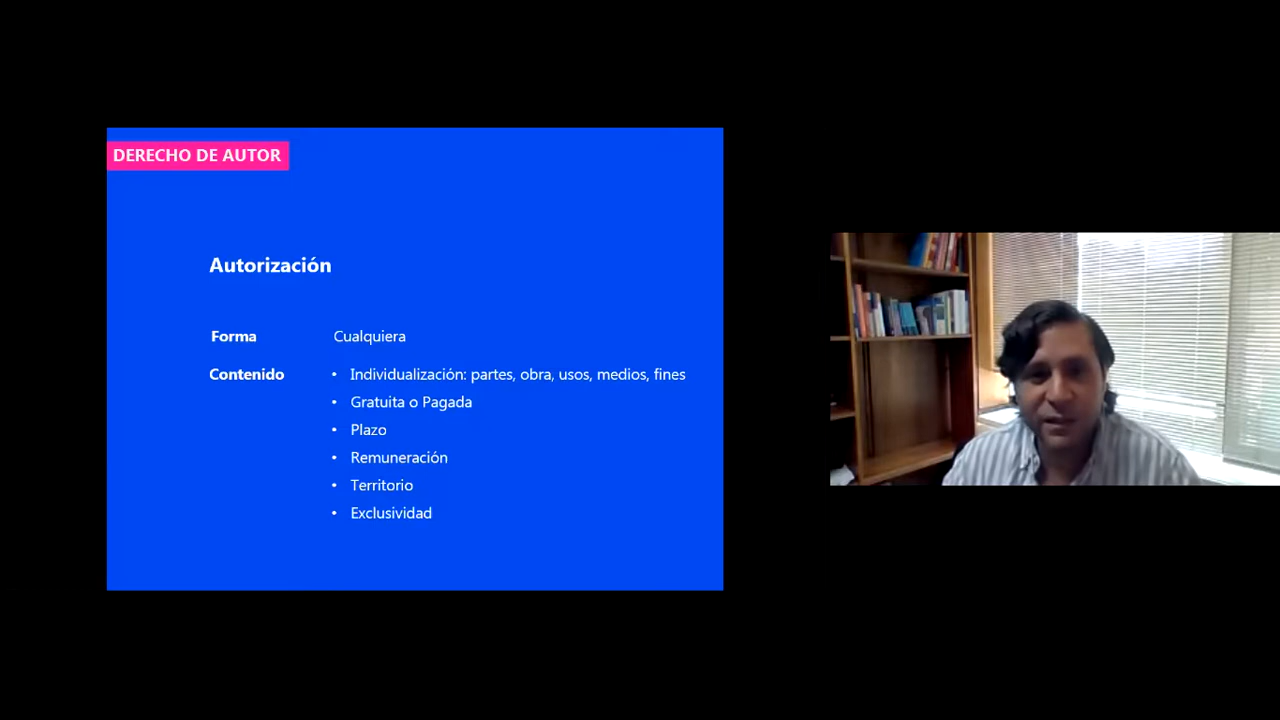 DERECHO DE AUTOR
Autorización
Forma Cualquiera
Contenido • Individualización: partes, obra, usos, medios, fines
• Gratuita o Pagada
• Plazo
• Remuneración
• Territorio
• Exclusividad